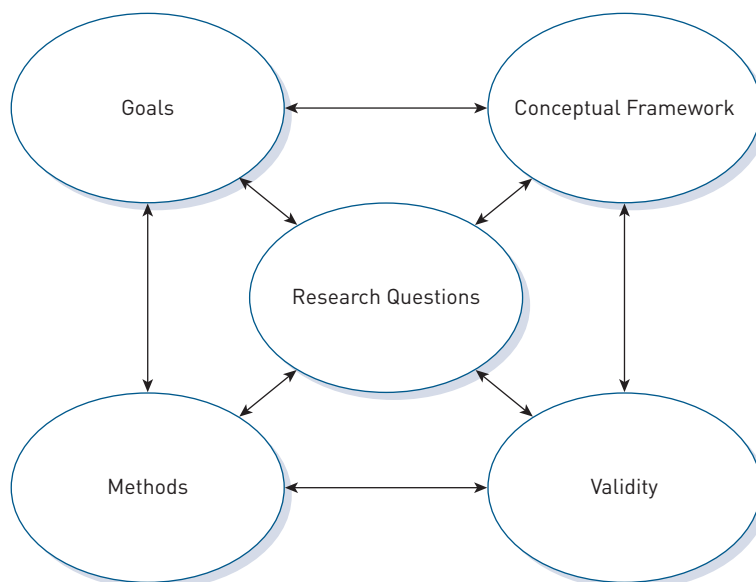 Goals
Conceptual Framework
Research Questions
Methods
Validity